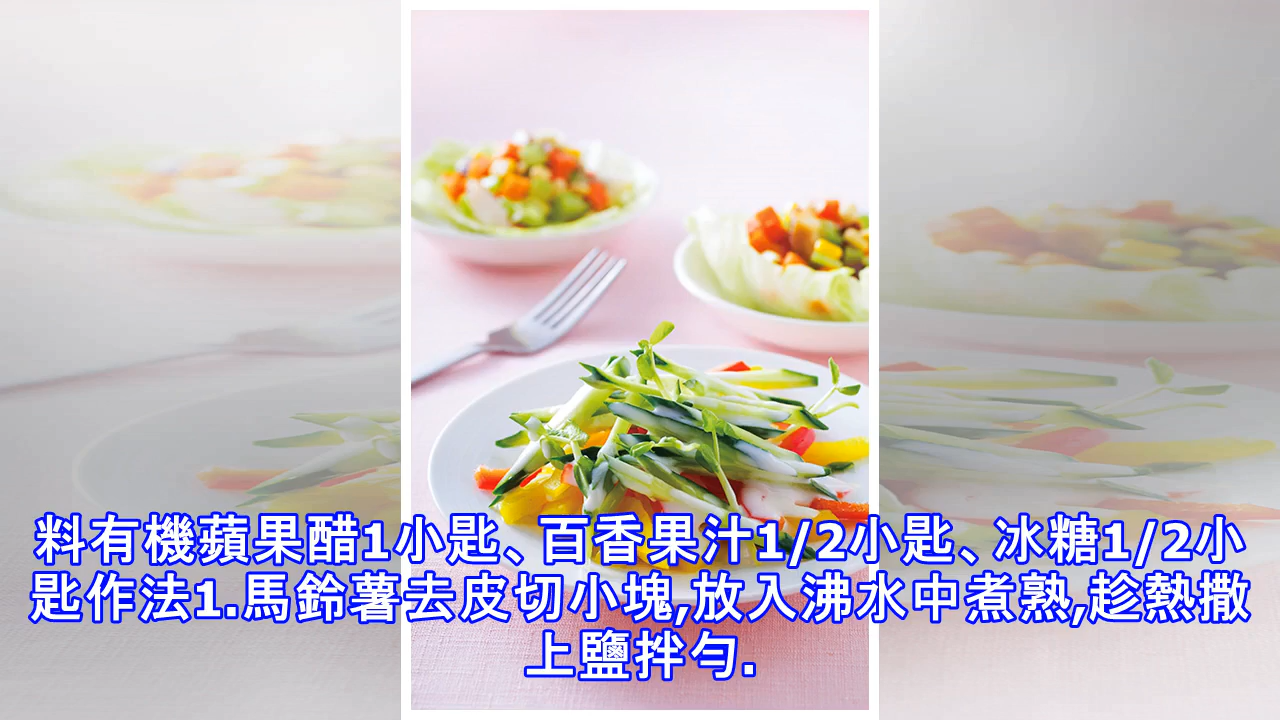 料有機蘋果醋1小匙、百香果汁1/2小匙、冰糖1/2小
匙作法1.馬鈴薯去皮切小塊,放入沸水中煮熟,趁熱撒
上鹽拌勻.